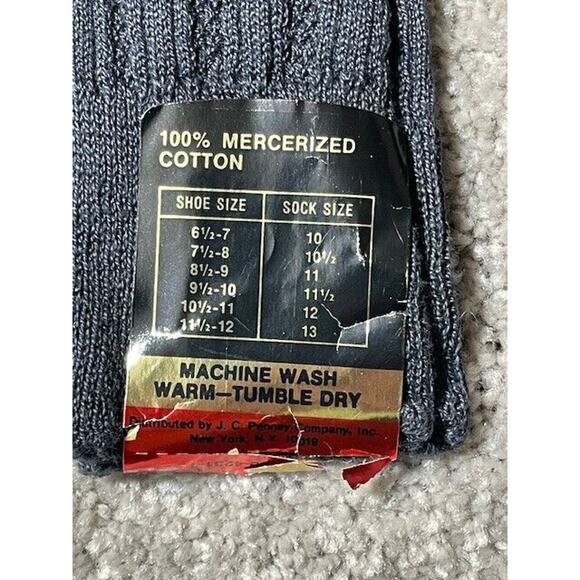 100% MERCERIZED
COTTON
SHOE SIZE SOCK SIZE
6½-7 10
7½-8 10½
8½-9 11
9½-10 11½
10½-11 12
11½-12 13
MACHINE WASH
WARM—TUMBLE DRY
Distributed by J. C. Penney Company, Inc.
New York, N.Y. 10019